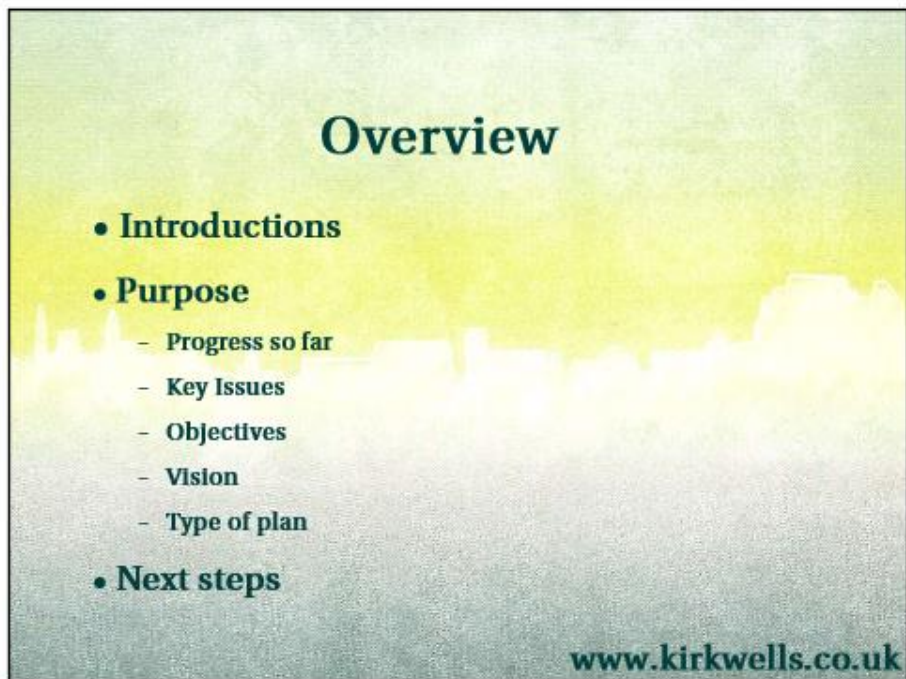 Overview
• Introductions
• Purpose
– Progress so far
– Key Issues
– Objectives
– Vision
– Type of plan
• Next steps
www.kirkwells.co.uk